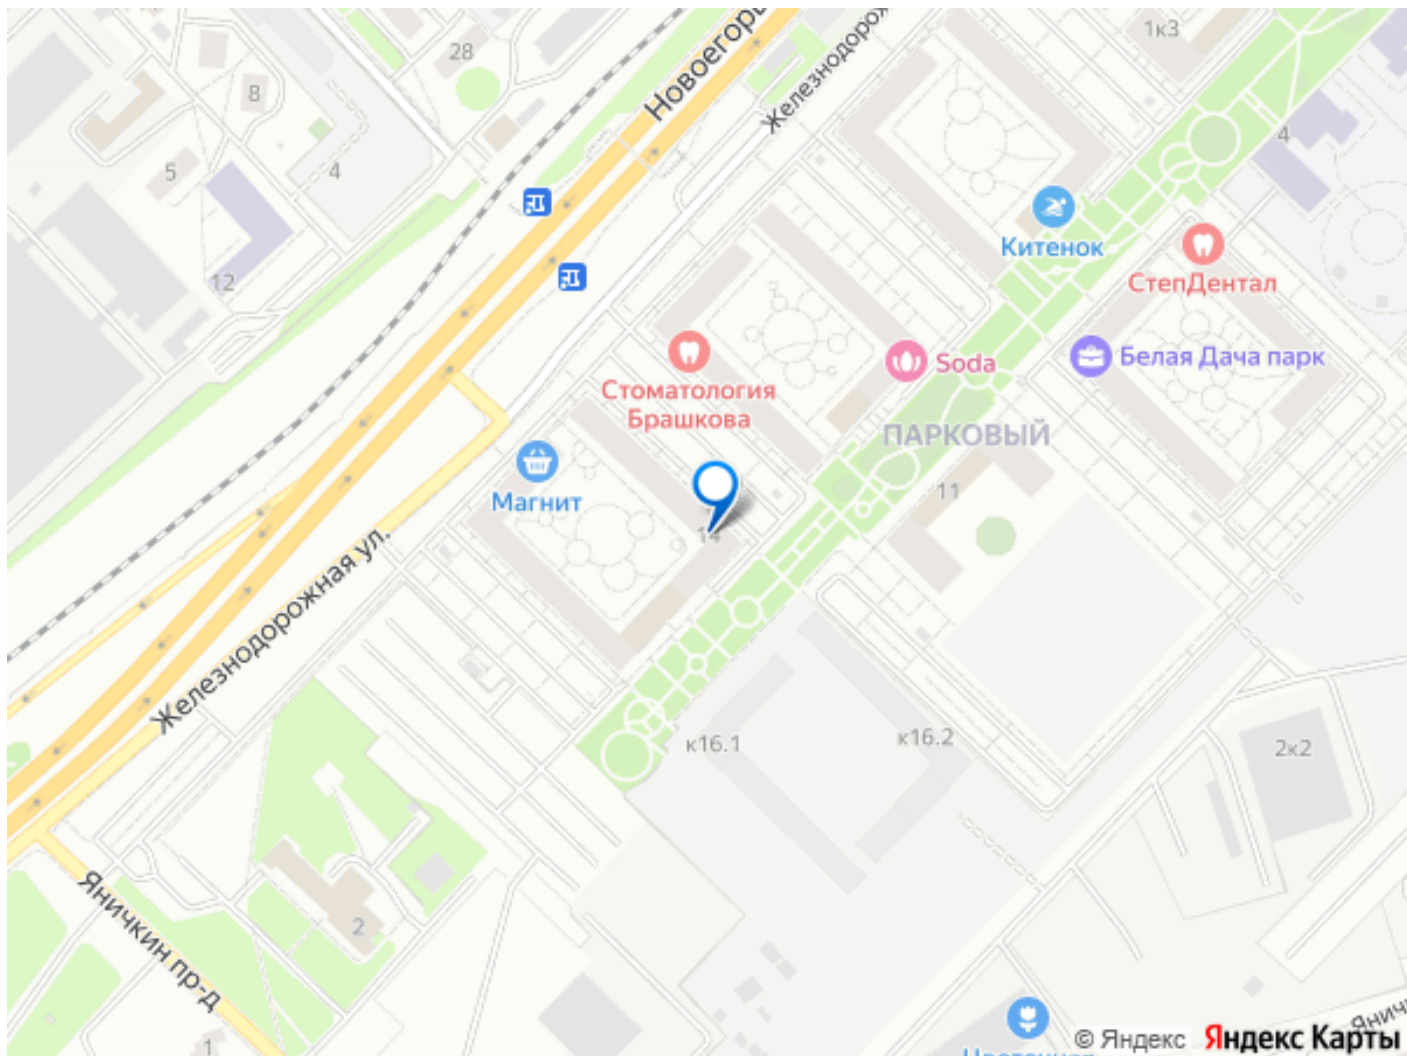 1к3
28
Железнодорож
8
4
4
5
Китенок
12
СтепДентал
Белая Дача парк
Soda
Стоматология
Брашкова
ПАРКОВЫЙ
Магнит
11
14
Железнодорожная ул.
к16.1
к16.2
2к2
2
Яничкин пр-д
1
© Яндекс
Яндекс Карты